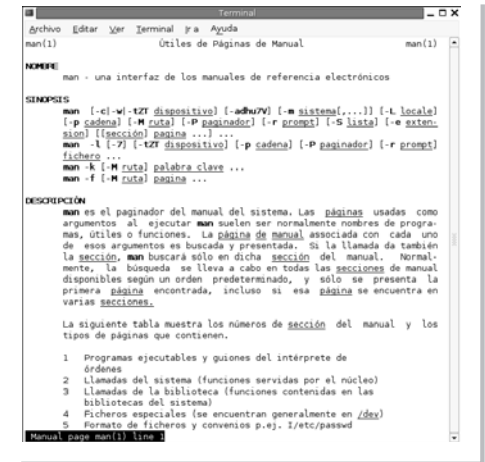 Terminal
Archivo Editar Ver Terminal Ir a Ayuda
man(1) Útiles de Páginas de Manual man(1)
NOMBRE
man - una interfaz de los manuales de referencia electrónicos
SINOPSIS
man [-c|-w|-tZT dispositivo] [-adhu7V] [-m sistema[,...]] [-L locale]
[-p cadena] [-M ruta] [-P paginador] [-r prompt] [-S lista] [-e exten-
sion] [[sección] pagina ...] ...
man -l [-7] [-tZT dispositivo] [-p cadena] [-P paginador] [-r prompt]
fichero ...
man -k [-M ruta] palabra clave ...
man -f [-M ruta] pagina ...
DESCRIPCIÓN
man es el paginador del manual del sistema. Las páginas usadas como
argumentos al ejecutar man suelen ser normalmente nombres de progra-
mas, útiles o funciones. La página de manual associada con cada uno
de esos argumentos es buscada y presentada. Si la llamada da también
la sección, man buscará sólo en dicha sección del manual. Normal-
mente, la búsqueda se lleva a cabo en todas las secciones de manual
disponibles según un orden predeterminado, y sólo se presenta la
primera página encontrada, incluso si esa página se encuentra en
varias secciones.
La siguiente tabla muestra los números de sección del manual y los
tipos de páginas que contienen.
1 Programas ejecutables y guiones del intérprete de
órdenes
2 Llamadas del sistema (funciones servidas por el núcleo)
3 Llamadas de la biblioteca (funciones contenidas en las
bibliotecas del sistema)
4 Ficheros especiales (se encuentran generalmente en /dev)
5 Formato de ficheros y convenios p.ej. I/etc/passwd
Manual page man(1) line 1